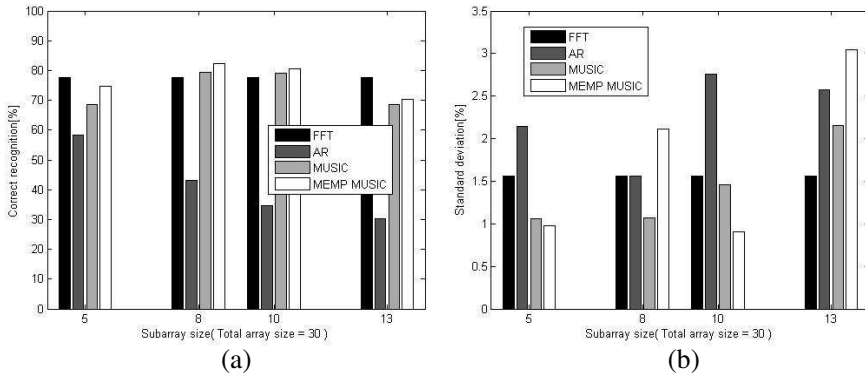 100
90
80
70
60
50
40
30
20
10
0
Correct recognition[%]
FFT
AR
MUSIC
MEMP MUSIC
5 8 10 13
Subarray size( Total array size = 30 )
(a)
3.5
3
2.5
2
1.5
1
0.5
0
Standard deviation[%]
FFT
AR
MUSIC
MEMP MUSIC
5 8 10 13
Subarray size( Total array size = 30 )
(b)